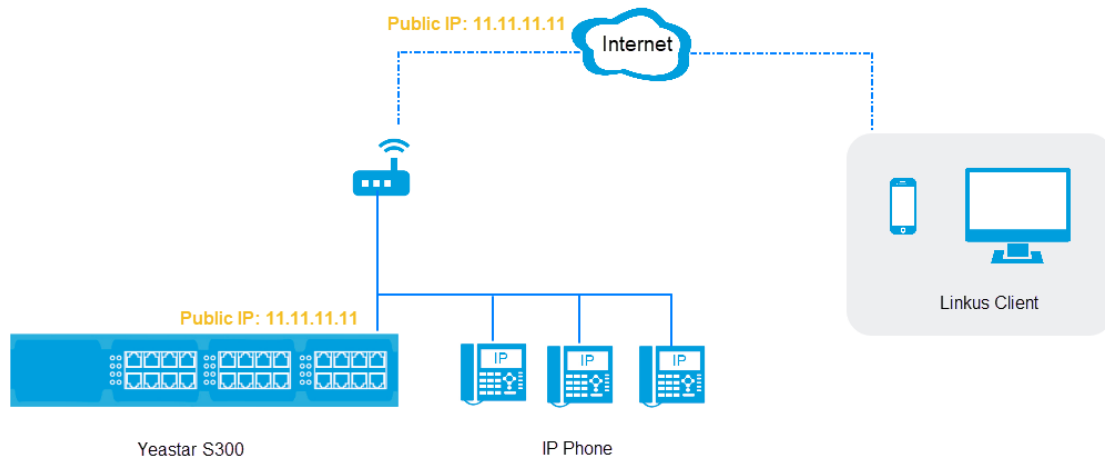 Public IP: 11.11.11.11
Internet
Public IP: 11.11.11.11
IP
IP
IP
Linkus Client
Yeastar S300
IP Phone